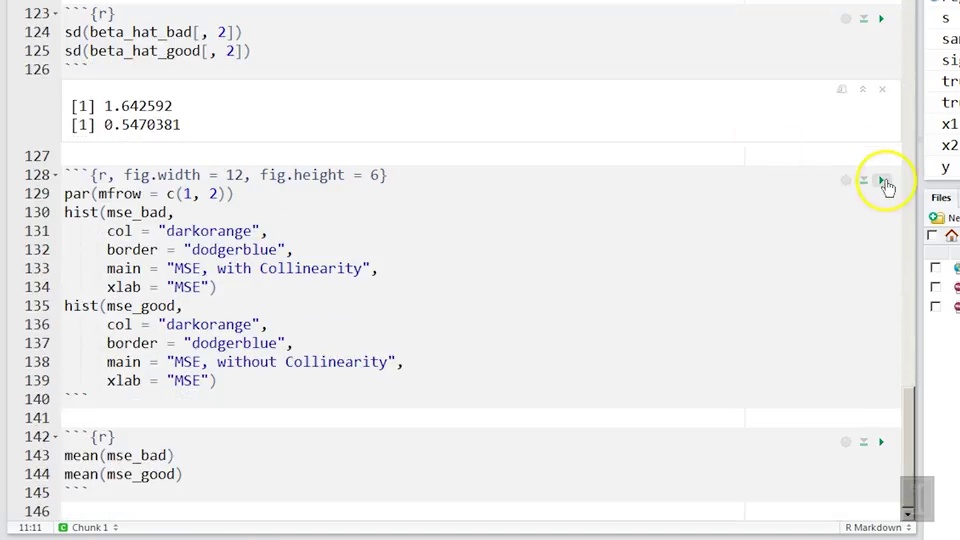 123 ```{r}
124 sd(beta_hat_bad[, 2])
125 sd(beta_hat_good[, 2])
126 ```
[1] 1.642592
[1] 0.5470381
127
128 ```{r, fig.width = 12, fig.height = 6}
129 par(mfrow = c(1, 2))
130 hist(mse_bad,
131 col = "darkorange",
132 border = "dodgerblue",
133 main = "MSE, with Collinearity",
134 xlab = "MSE")
135 hist(mse_good,
136 col = "darkorange",
137 border = "dodgerblue",
138 main = "MSE, without Collinearity",
139 xlab = "MSE")
140 ```
141
142 ```{r}
143 mean(mse_bad)
144 mean(mse_good)
145 ```
146
11:11 Chunk 1 R Markdown
s
sa
sig
tr
tr
x1
x2
y
Files
Ne